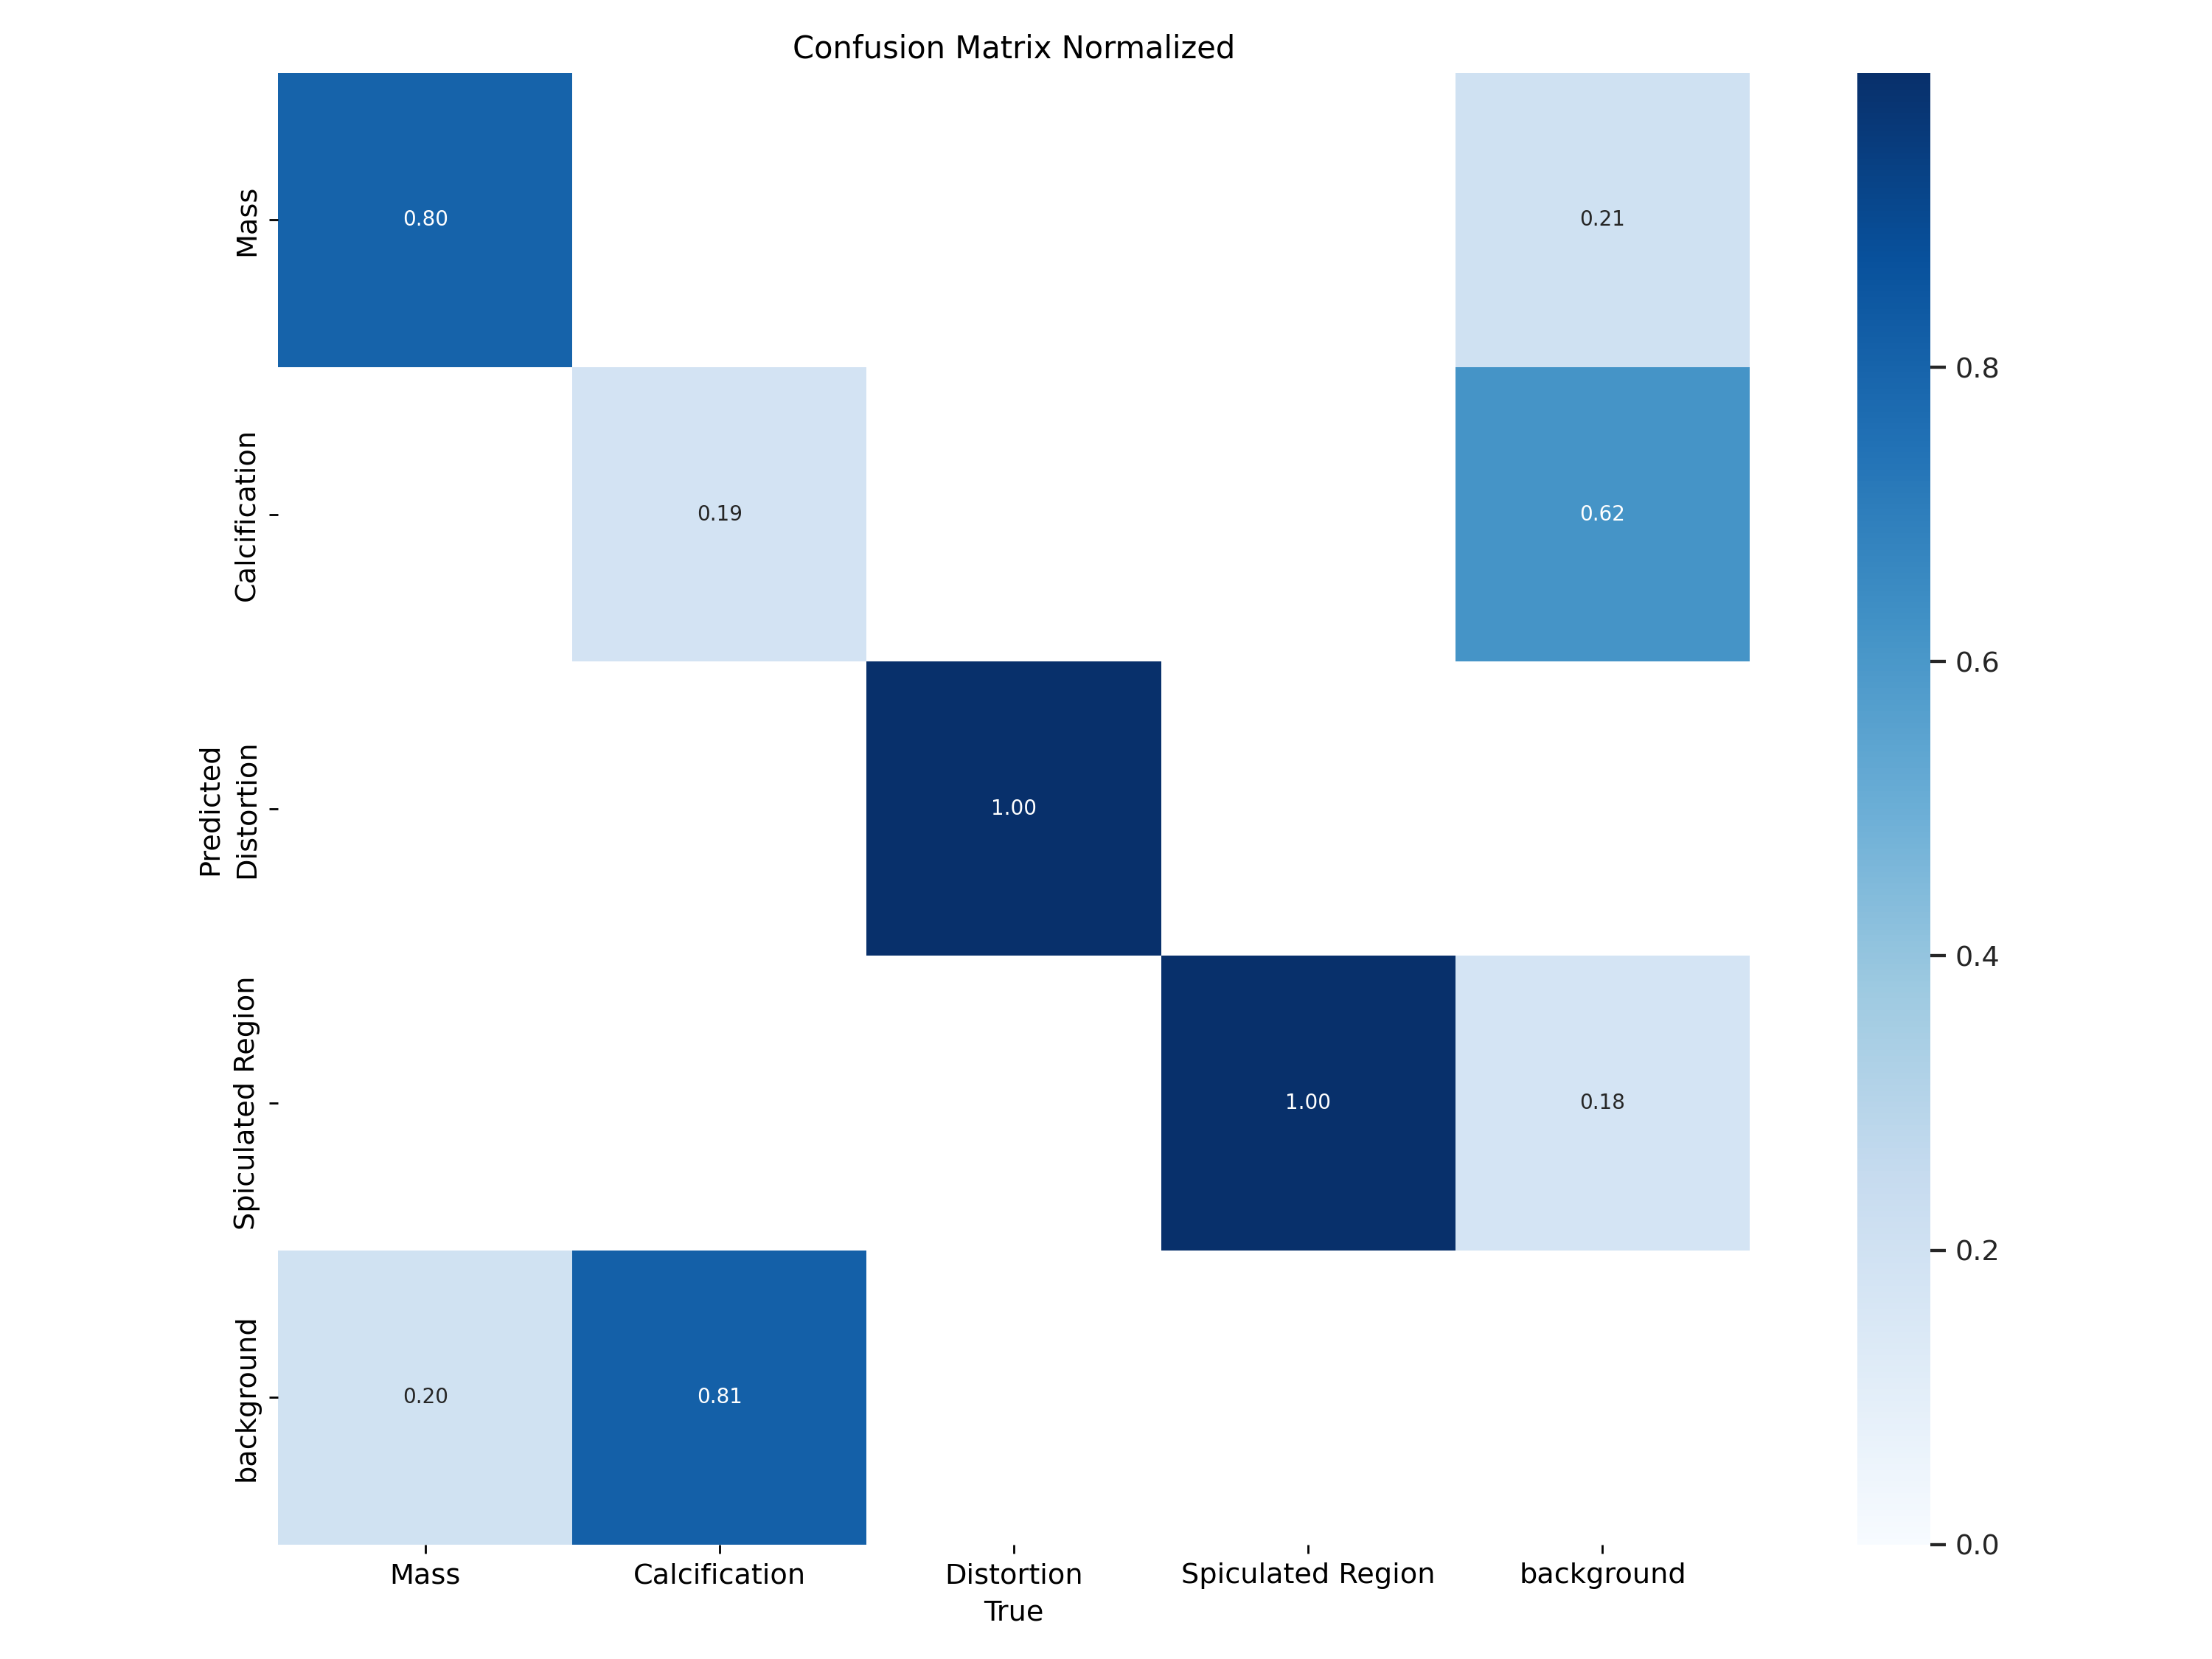 Confusion Matrix Normalized
Mass
0.80
0.21
0.8
Calcification
0.19
0.62
0.6
Predicted
Distortion
1.00
0.4
Spiculated Region
1.00
0.18
0.2
background
0.20
0.81
0.0
Mass
Calcification
Distortion
Spiculated Region
background
True